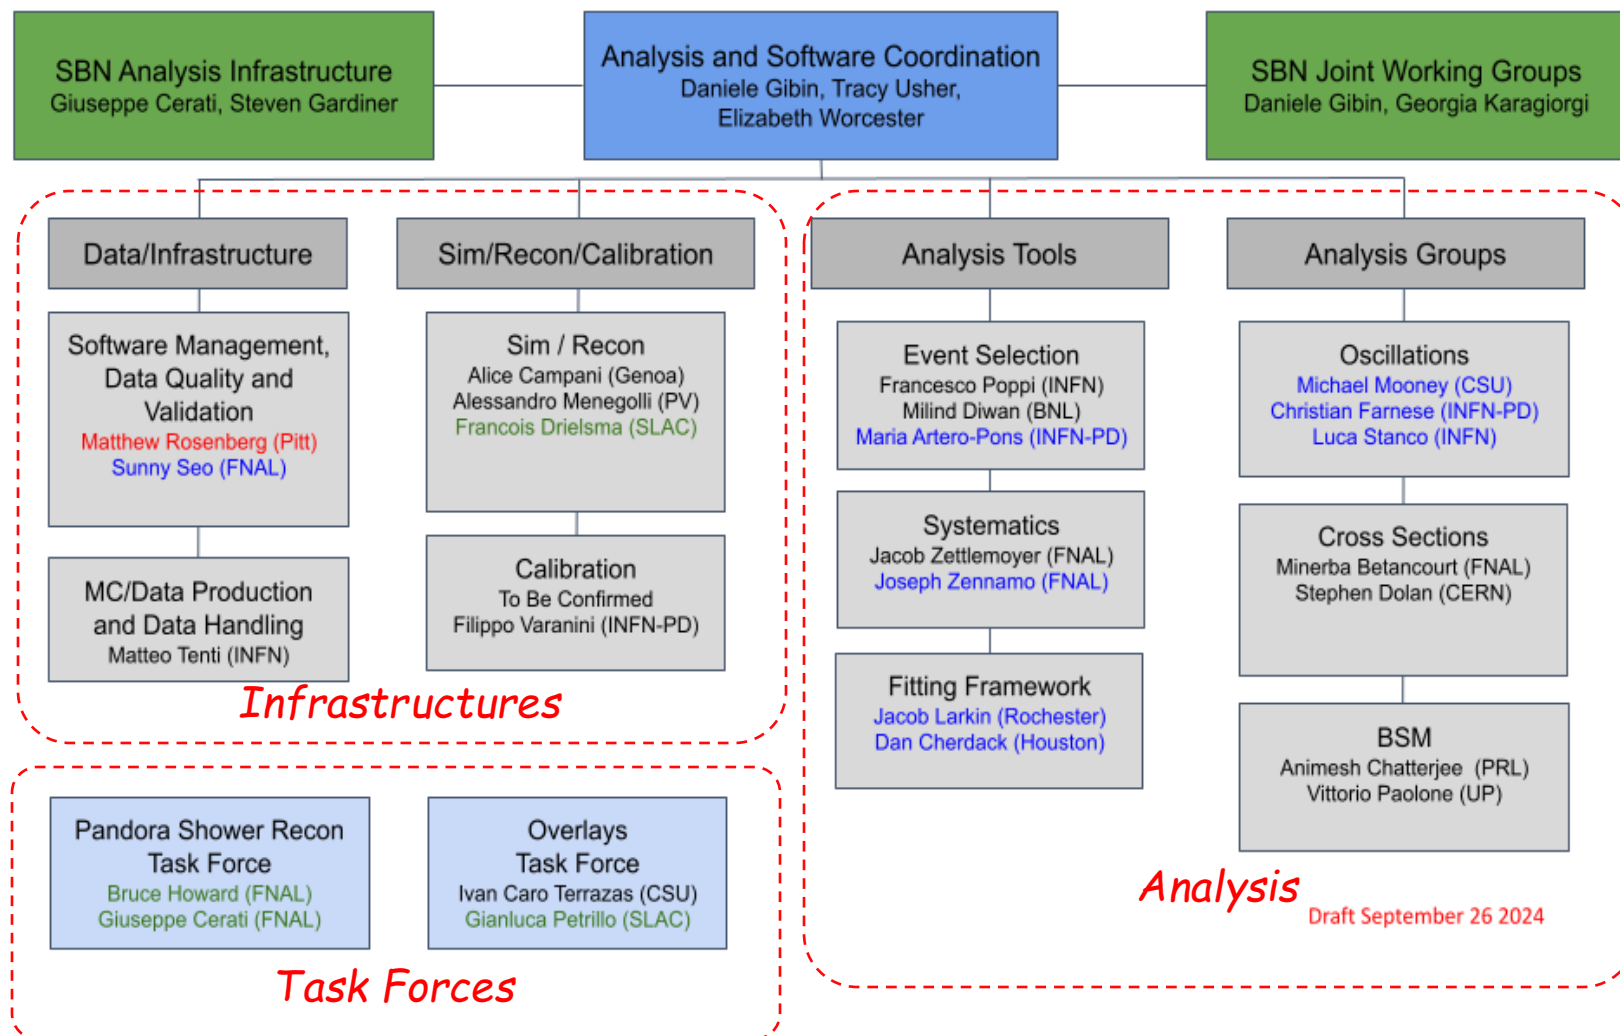 SBN Analysis Infrastructure
Giuseppe Cerati, Steven Gardiner
Analysis and Software Coordination
Daniele Gibin, Tracy Usher,
Elizabeth Worcester
SBN Joint Working Groups
Daniele Gibin, Georgia Karagiorgi
Data/Infrastructure
Software Management,
Data Quality and
Validation
Matthew Rosenberg (Pitt)
Sunny Seo (FNAL)
MC/Data Production
and Data Handling
Matteo Tenti (INFN)
Sim/Recon/Calibration
Sim / Recon
Alice Campani (Genoa)
Alessandro Menegolli (PV)
Francois Drielsma (SLAC)
Calibration
To Be Confirmed
Filippo Varanini (INFN-PD)
Infrastructures
Analysis Tools
Event Selection
Francesco Poppi (INFN)
Milind Diwan (BNL)
Maria Artero-Pons (INFN-PD)
Systematics
Jacob Zettlemoyer (FNAL)
Joseph Zennamo (FNAL)
Fitting Framework
Jacob Larkin (Rochester)
Dan Cherdack (Houston)
Analysis Groups
Oscillations
Michael Mooney (CSU)
Christian Farnese (INFN-PD)
Luca Stanco (INFN)
Cross Sections
Minerba Betancourt (FNAL)
Stephen Dolan (CERN)
BSM
Animesh Chatterjee (PRL)
Vittorio Paolone (UP)
Analysis
Draft September 26 2024
Pandora Shower Recon
Task Force
Bruce Howard (FNAL)
Giuseppe Cerati (FNAL)
Overlays
Task Force
Ivan Caro Terrazas (CSU)
Gianluca Petrillo (SLAC)
Task Forces